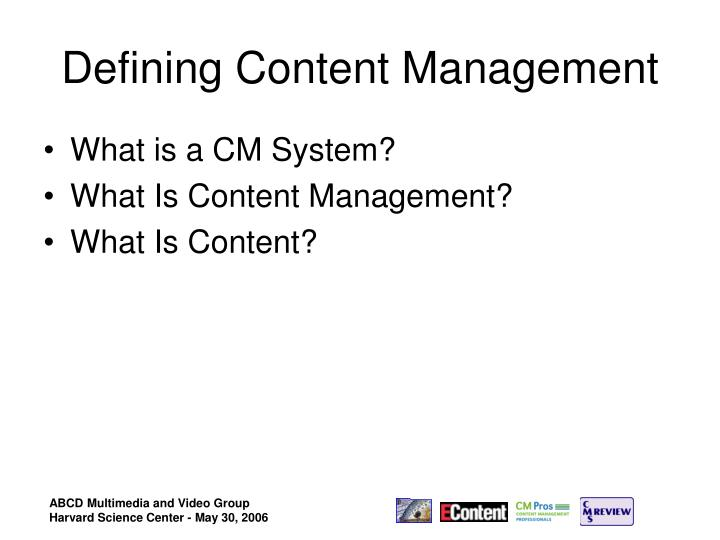 Defining Content Management
• What is a CM System?
• What Is Content Management?
• What Is Content?
ABCD Multimedia and Video Group
Harvard Science Center - May 30, 2006
EContent
CM Pros
CONTENT MANAGEMENT
PROFESSIONALS
CMS REVIEW